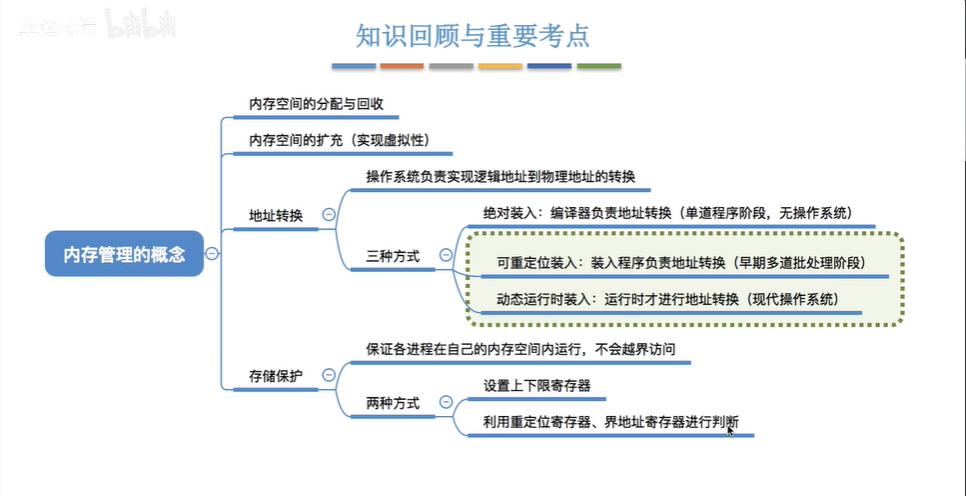 知识回顾与重要考点
内存空间的分配与回收
内存空间的扩充（实现虚拟性）
操作系统负责实现逻辑地址到物理地址的转换
地址转换
绝对装入：编译器负责地址转换（单道程序阶段，无操作系统）
三种方式
可重定位装入：装入程序负责地址转换（早期多道批处理阶段）
动态运行时装入：运行时才进行地址转换（现代操作系统）
内存管理的概念
保证各进程在自己的内存空间内运行，不会越界访问
存储保护
设置上下限寄存器
两种方式
利用重定位寄存器、界地址寄存器进行判断